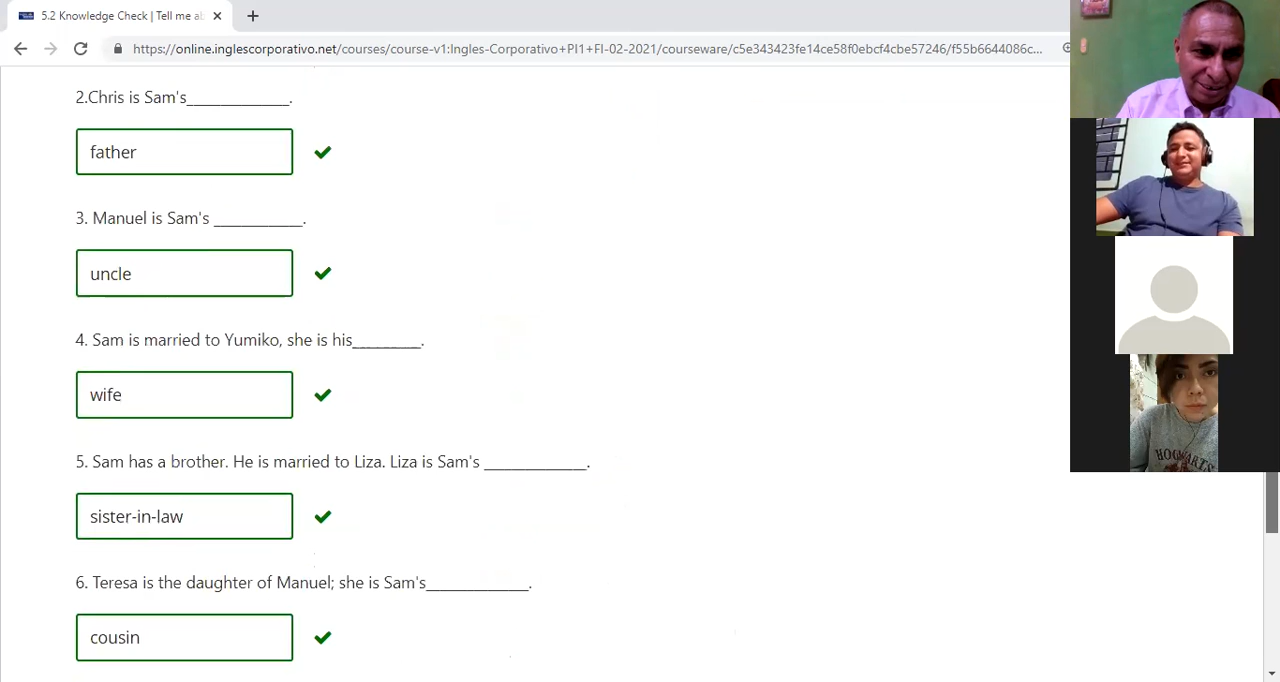 5.2 Knowledge Check | Tell me a
https://online.inglescorporativo.net/courses/course-v1:Ingles-Corporativo+PI1+FI-02-2021/courseware/c5e343423fe14ce58f0ebcf4cbe57246/f55b6644086c...
2.Chris is Sam's_____________.
father
3. Manuel is Sam's ___________.
uncle
4. Sam is married to Yumiko, she is his________.
wife
5. Sam has a brother. He is married to Liza. Liza is Sam's ____________.
sister-in-law
6. Teresa is the daughter of Manuel; she is Sam's____________.
cousin
HOGWARTS